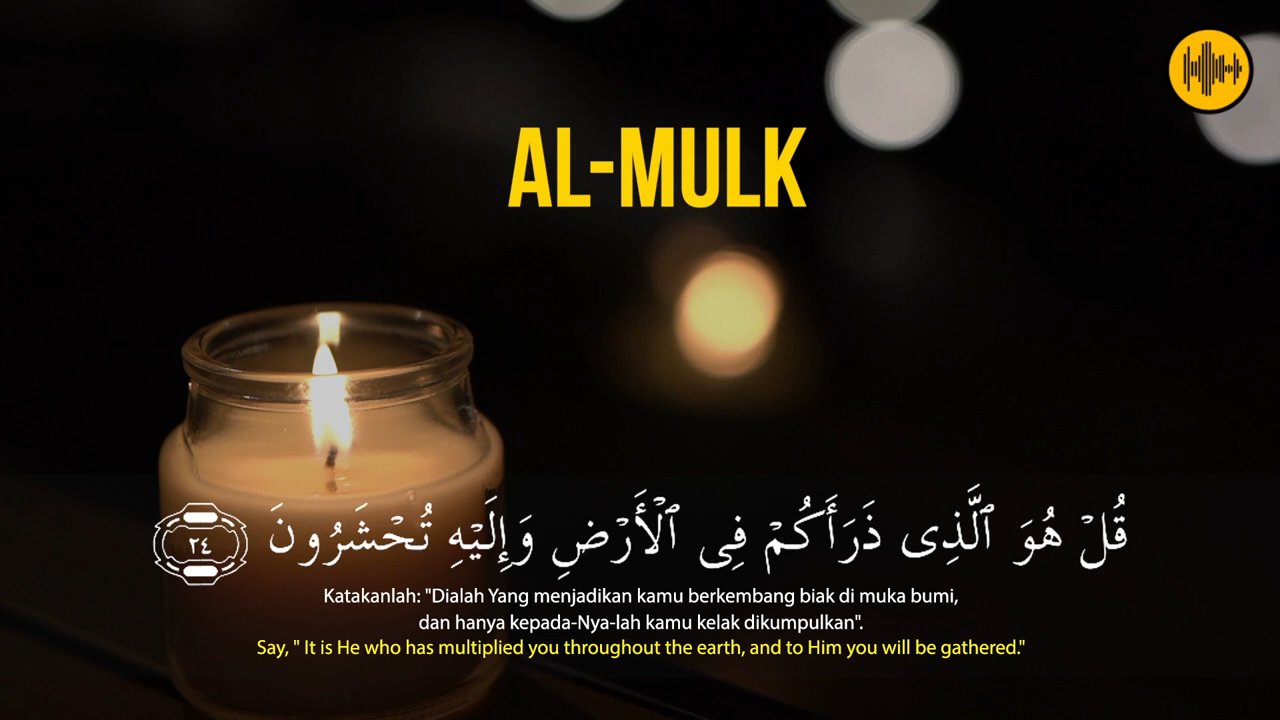 AL-MULK
قُلْ هُوَ ٱلَّذِى ذَرَأَكُمْ فِى ٱلْأَرْضِ وَإِلَيْهِ تُحْشَرُونَ ٢٤
Katakanlah: "Dialah Yang menjadikan kamu berkembang biak di muka bumi,
dan hanya kepada-Nya-lah kamu kelak dikumpulkan".
Say, " It is He who has multiplied you throughout the earth, and to Him you will be gathered."